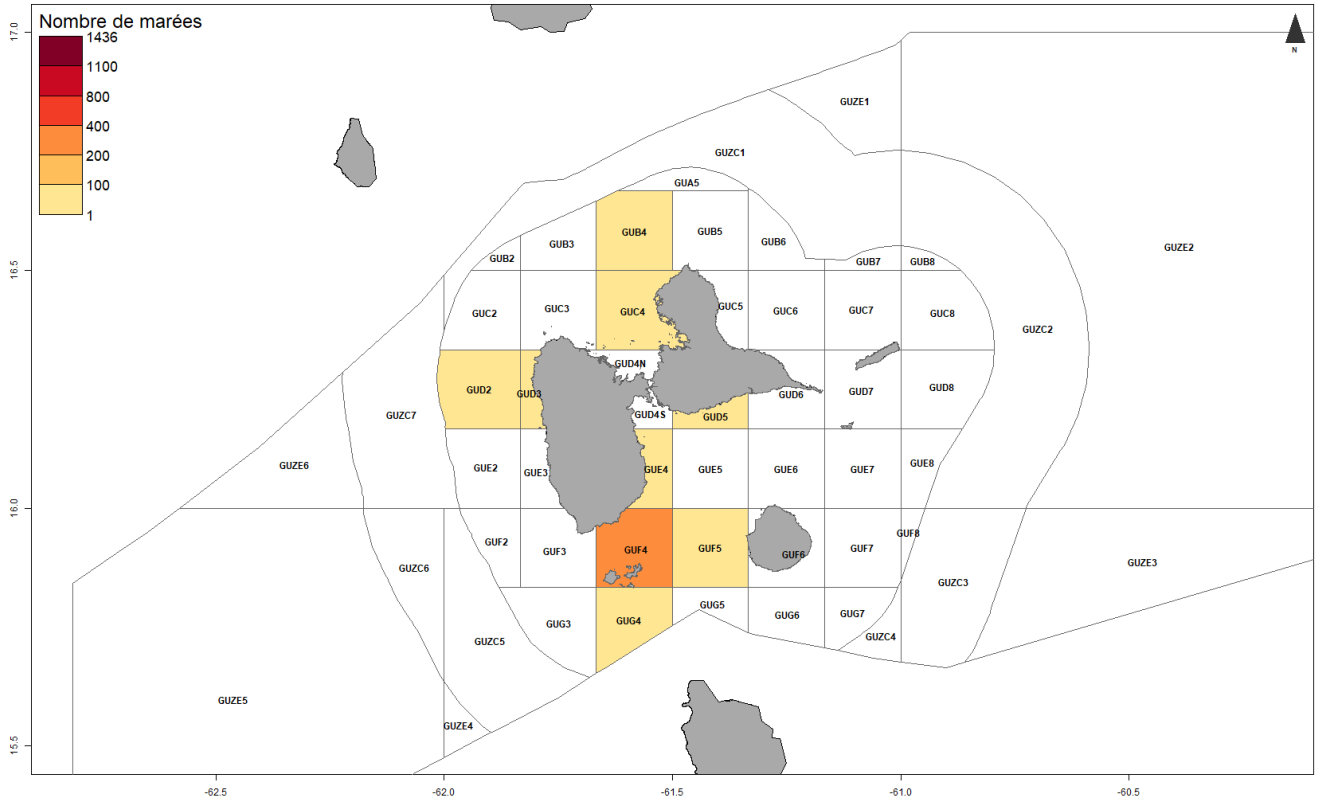 Nombre de marées
1436
1100
800
400
200
100
1
N
17.0
16.5
16.0
15.5
-62.5
-62.0
-61.5
-61.0
-60.5
GUZE1
GUZC1
GUA5
GUB4
GUB5
GUB3
GUB6
GUZE2
GUB2
GUB7
GUB8
GUC2
GUC3
GUC4
GUC5
GUC6
GUC7
GUC8
GUZC2
GUD4N
GUD2
GUD3
GUD6
GUD7
GUD8
GUZC7
GUD4S
GUD5
GUZE6
GUE2
GUE3
GUE4
GUE5
GUE6
GUE7
GUE8
GUF2
GUF3
GUF4
GUF5
GUF6
GUF7
GUF8
GUZE3
GUZC6
GUZC3
GUG3
GUG4
GUG5
GUG6
GUG7
GUZC5
GUZC4
GUZE5
GUZE4